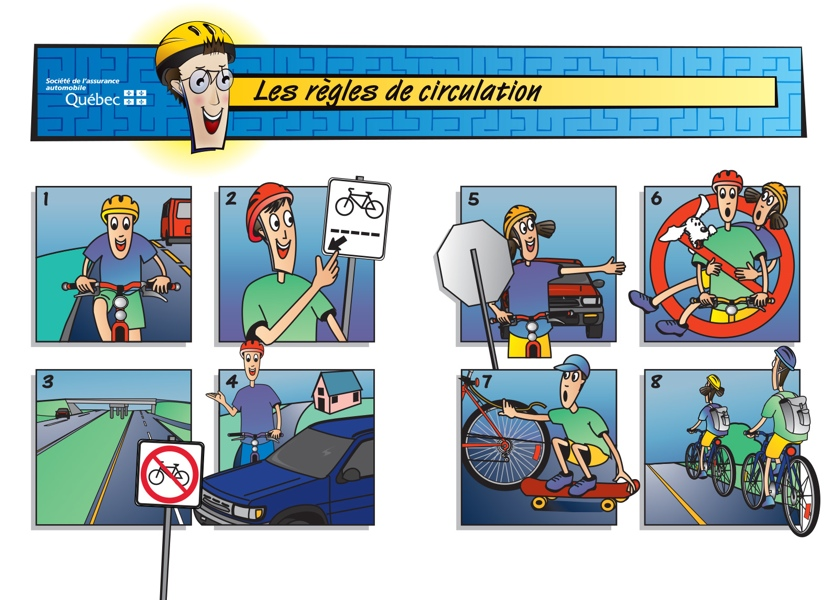 Société de l'assurance
automobile
Québec
Les règles de circulation
1
2
3
4
5
6
7
8